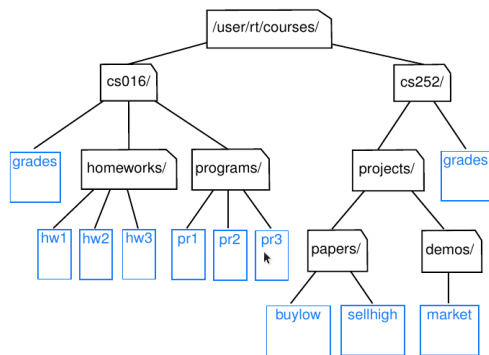 /user/rt/courses/
cs016/
cs252/
grades
homeworks/
programs/
projects/
grades
hw1
hw2
hw3
pr1
pr2
pr3
papers/
demos/
buylow
sellhigh
market